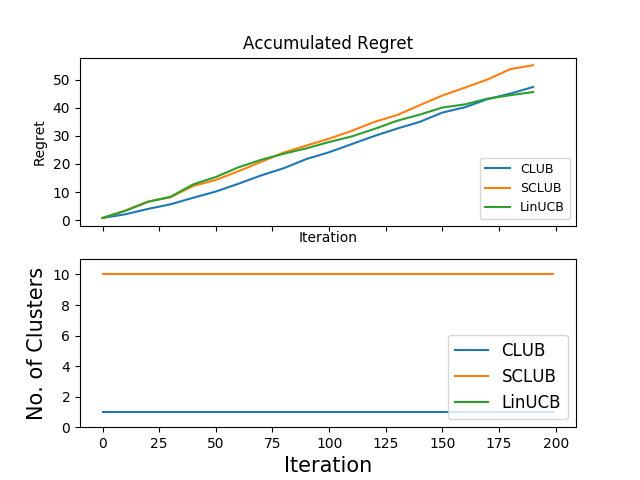 Accumulated Regret
50
40
30
20
10
0
Regret
CLUB
SCLUB
LinUCB
Iteration
10
8
6
4
2
0
No. of Clusters
CLUB
SCLUB
LinUCB
0 25 50 75 100 125 150 175 200
Iteration